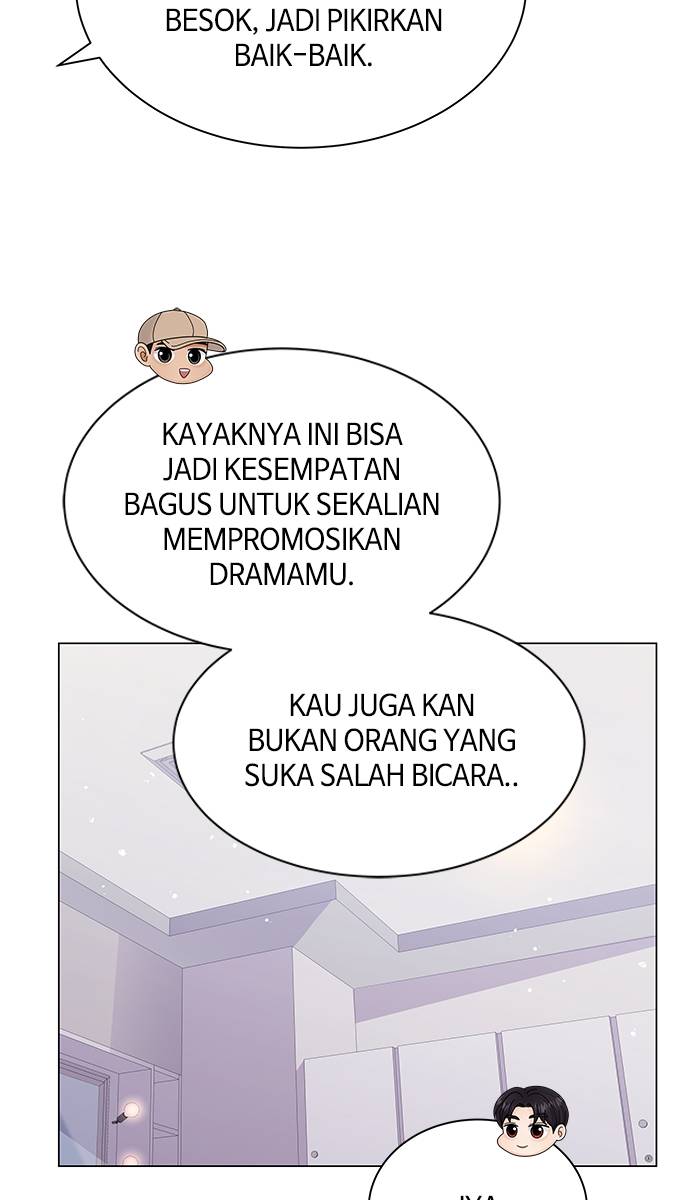 BESOK, JADI PIKIRKAN
BAIK-BAIK.
KAYAKNYA INI BISA
JADI KESEMPATAN
BAGUS UNTUK SEKALIAN
MEMPROMOSIKAN
DRAMAMU.
KAU JUGA KAN
BUKAN ORANG YANG
SUKA SALAH BICARA..